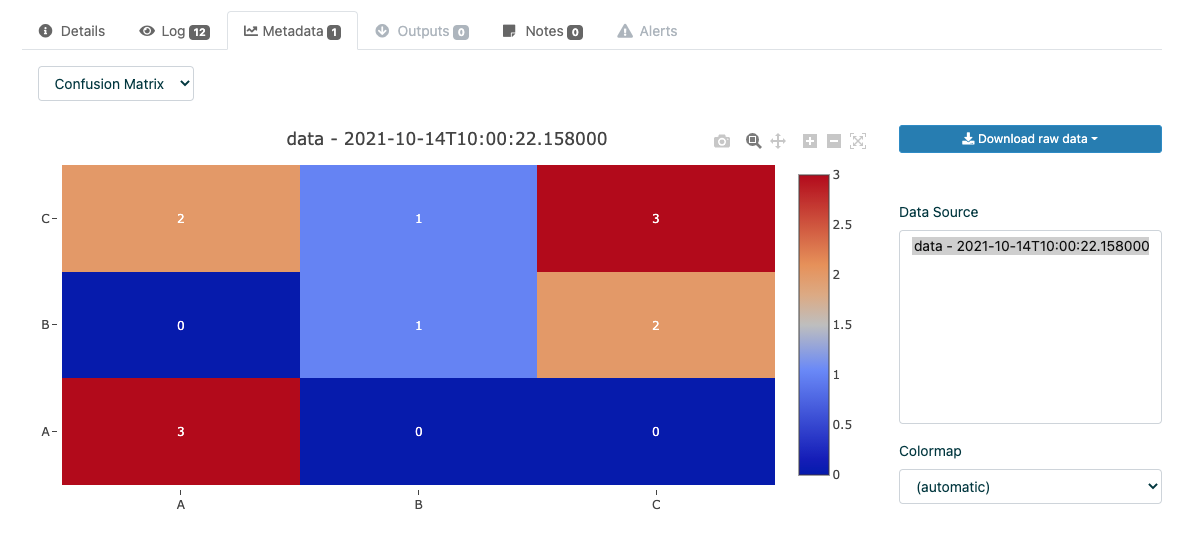 Details Log 12 Metadata 1 Outputs 0 Notes 0 Alerts
Confusion Matrix
data - 2021-10-14T10:00:22.158000
Download raw data
C
2
1
3
B
0
1
2
A
3
0
0
A
B
C
3
2.5
2
1.5
1
0.5
0
Data Source
data - 2021-10-14T10:00:22.158000
Colormap
(automatic)